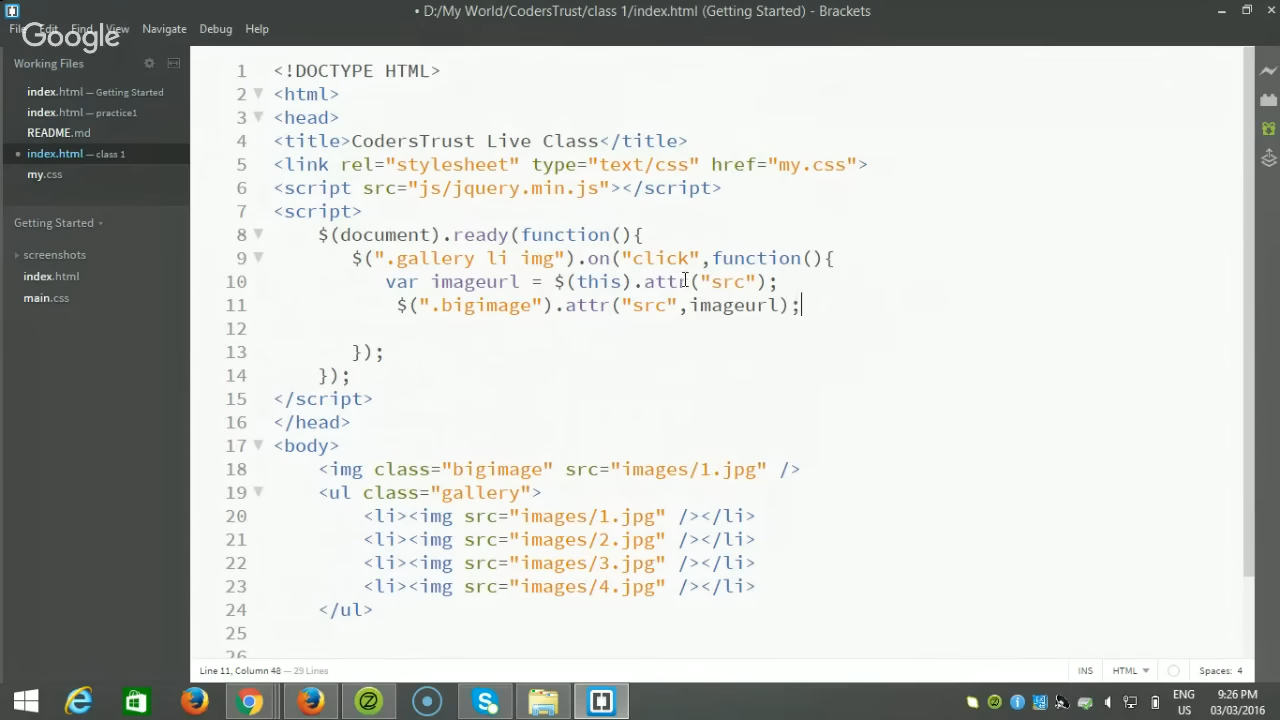 • D:/My World/CodersTrust/class 1/index.html (Getting Started) - Brackets
File Edit Find View Navigate Debug Help
Google
Working Files
index.html — Getting Started
index.html — practice1
README.md
• index.html — class 1
my.css
Getting Started
screenshots
index.html
main.css
1 <!DOCTYPE HTML>
2 <html>
3 <head>
4 <title>CodersTrust Live Class</title>
5 <link rel="stylesheet" type="text/css" href="my.css">
6 <script src="js/jquery.min.js"></script>
7 <script>
8 $(document).ready(function(){
9 $(".gallery li img").on("click",function(){
10 var imageurl = $(this).attr("src");
11 $(".bigimage").attr("src",imageurl);
12
13 });
14 });
15 </script>
16 </head>
17 <body>
18 <img class="bigimage" src="images/1.jpg" />
19 <ul class="gallery">
20 <li><img src="images/1.jpg" /></li>
21 <li><img src="images/2.jpg" /></li>
22 <li><img src="images/3.jpg" /></li>
23 <li><img src="images/4.jpg" /></li>
24 </ul>
25
26
Line 11, Column 48 — 29 Lines
INS HTML Spaces: 4
ENG 9:26 PM
US 03/03/2016